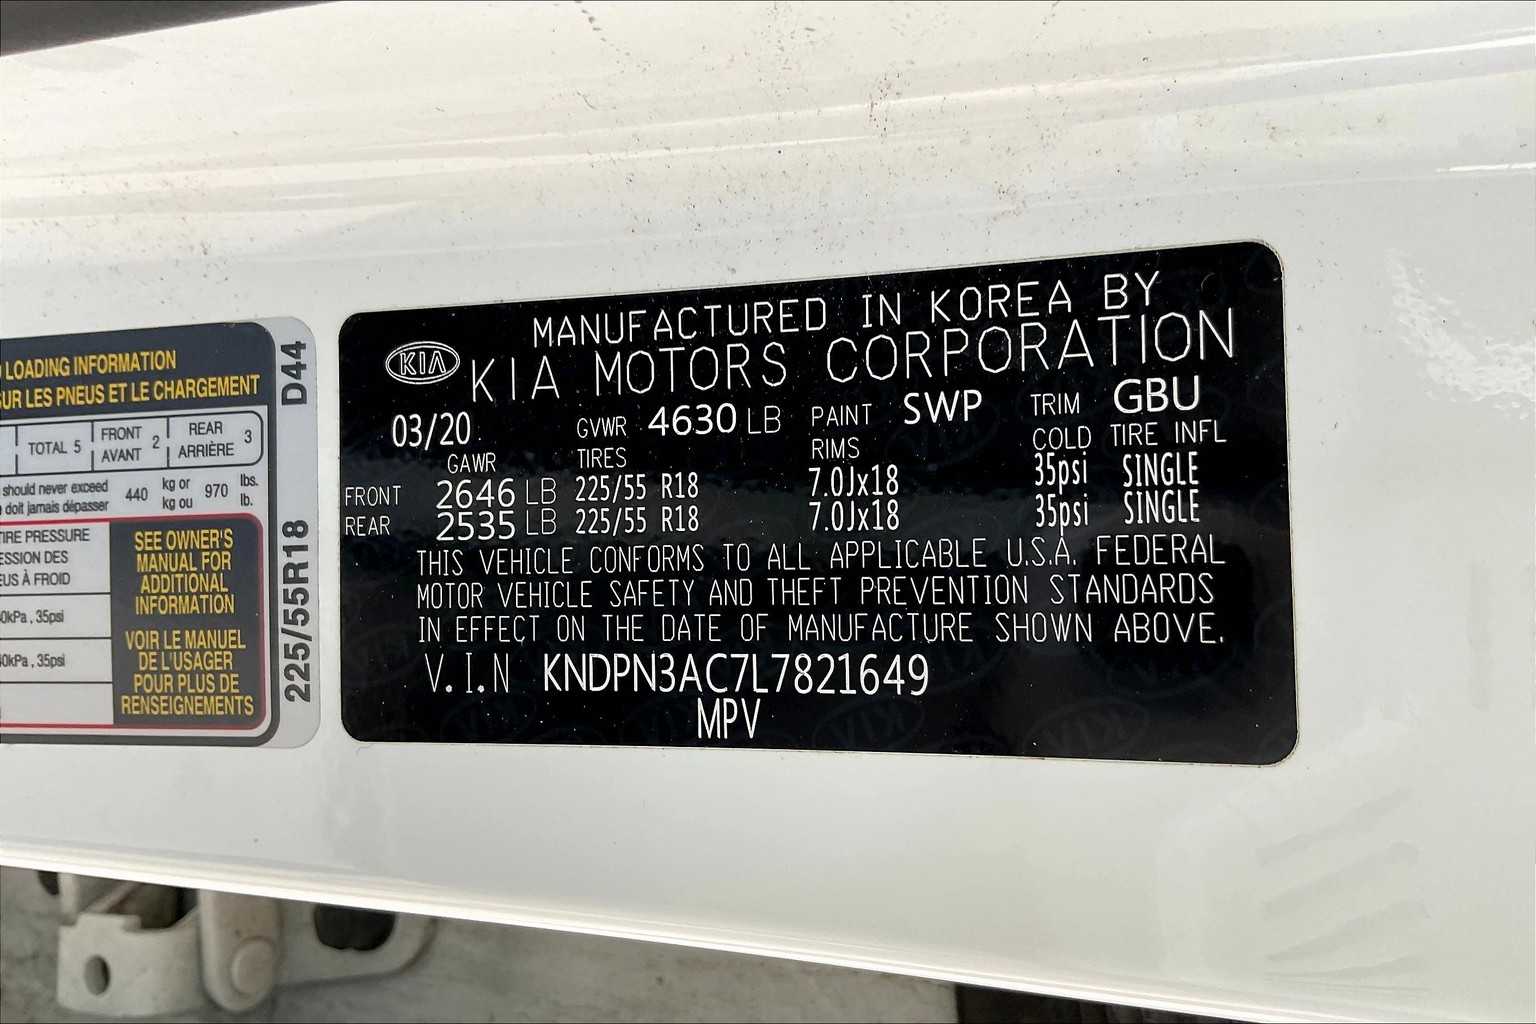 LOADING INFORMATION
SUR LES PNEUS ET LE CHARGEMENT
TOTAL 5 FRONT AVANT 2 REAR ARRIÈRE 3
should never exceed
doit jamais dépasser
440 kg or kg ou 970 lbs. lb.
TIRE PRESSURE
DES
À FROID
, 35psi
, 35psi
SEE OWNER'S
MANUAL FOR
ADDITIONAL
INFORMATION
VOIR LE MANUEL
DE L'USAGER
POUR PLUS DE
RENSEIGNEMENTS
D44
225/55R18
MANUFACTURED IN KOREA BY
KIA KIA MOTORS CORPORATION
03/20 GVWR 4630 LB PAINT SWP TRIM GBU
GAWR TIRES RIMS COLD TIRE INFL
FRONT 2646 LB 225/55 R18 7.0Jx18 35psi SINGLE
REAR 2535 LB 225/55 R18 7.0Jx18 35psi SINGLE
THIS VEHICLE CONFORMS TO ALL APPLICABLE U.S.A. FEDERAL
MOTOR VEHICLE SAFETY AND THEFT PREVENTION STANDARDS
IN EFFECT ON THE DATE OF MANUFACTURE SHOWN ABOVE.
V.I.N KNDPN3AC7L7821649
MPV